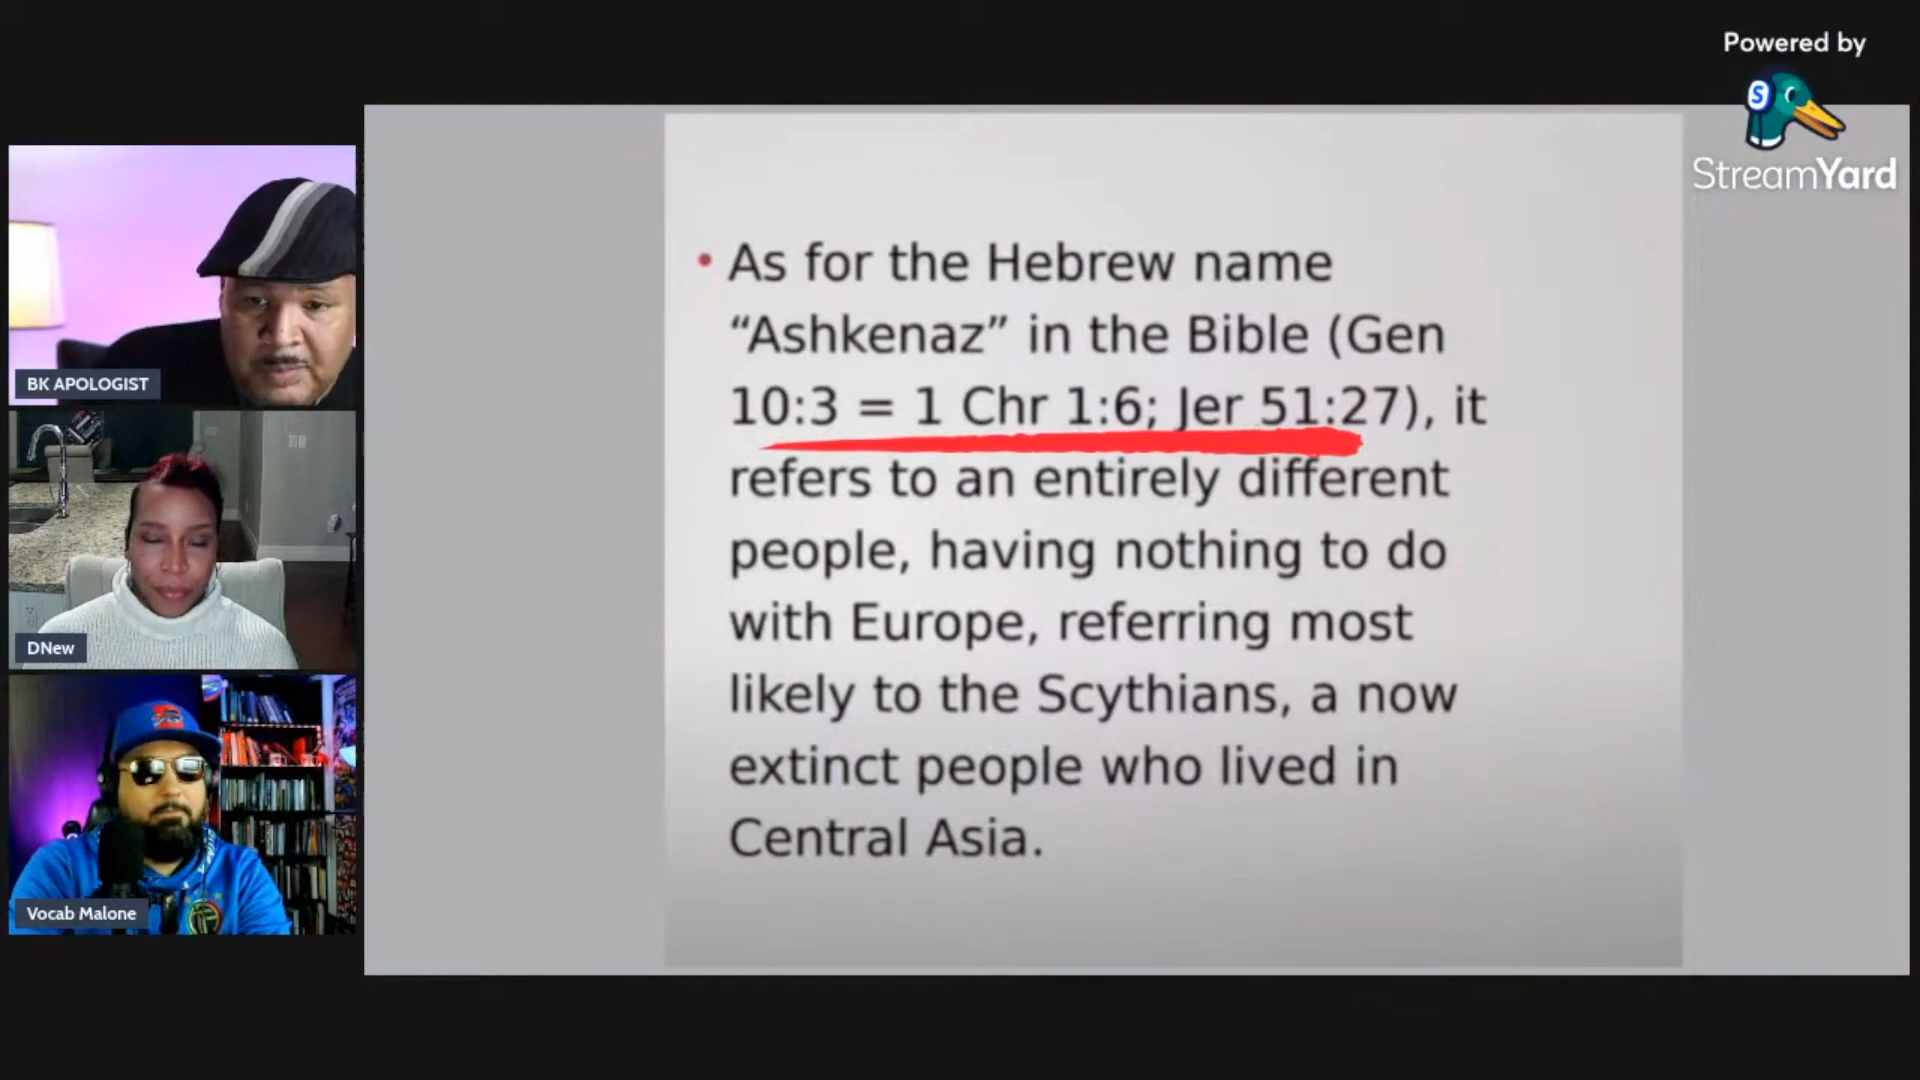 Powered by
StreamYard
BK APOLOGIST
DNew
Vocab Malone
• As for the Hebrew name
“Ashkenaz” in the Bible (Gen
10:3 = 1 Chr 1:6; Jer 51:27), it
refers to an entirely different
people, having nothing to do
with Europe, referring most
likely to the Scythians, a now
extinct people who lived in
Central Asia.